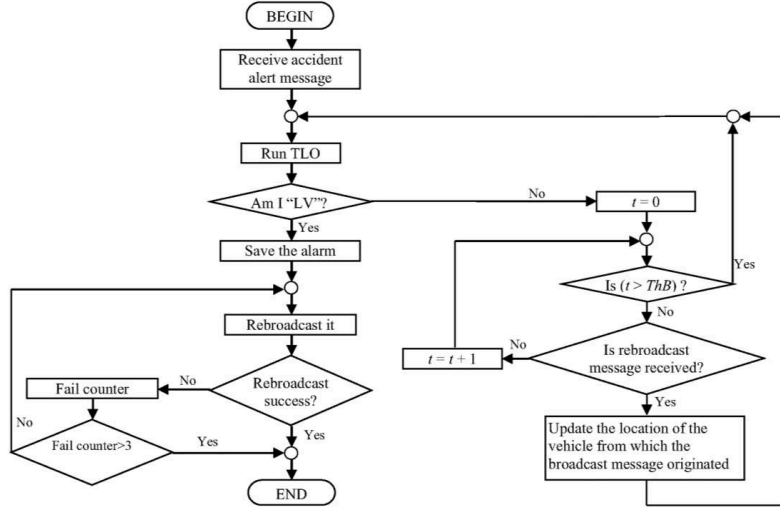 BEGIN
Receive accident
alert message
Run TLO
Am I “LV”?
No
t = 0
Yes
Save the alarm
Is (t > ThB) ?
Yes
No
Rebroadcast it
t = t + 1
No
Is rebroadcast
message received?
Fail counter
No
Rebroadcast
success?
Yes
No
Fail counter>3
Yes
Yes
Update the location of the
vehicle from which the
broadcast message originated
END